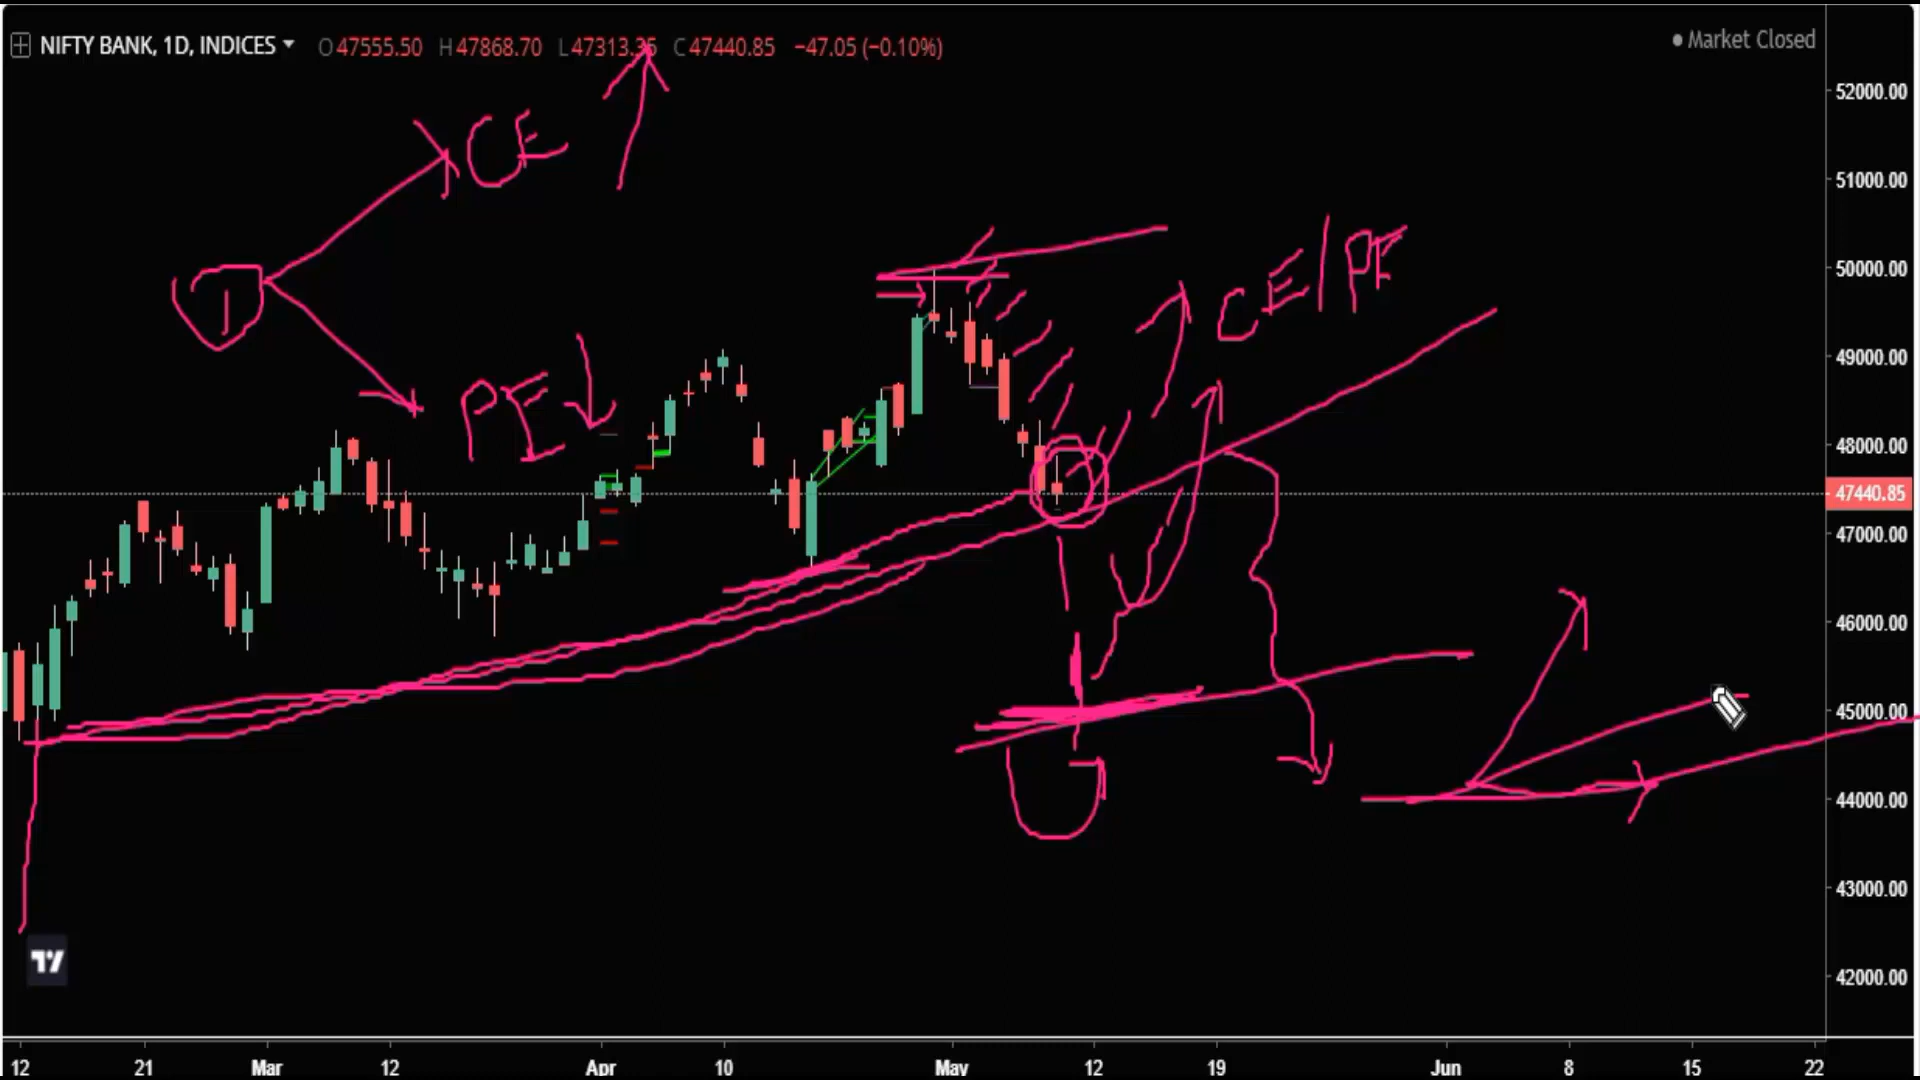 NIFTY BANK, 1D, INDICES O47555.50 H47868.70 L47313.35 C47440.85 −47.05 (−0.10%)
Market Closed
52000.00
CE
51000.00
50000.00
CE/PE
1
49000.00
PE
48000.00
47440.85
47000.00
46000.00
45000.00
44000.00
43000.00
42000.00
12 21 Mar 12 Apr 10 May 12 19 Jun 8 15 22